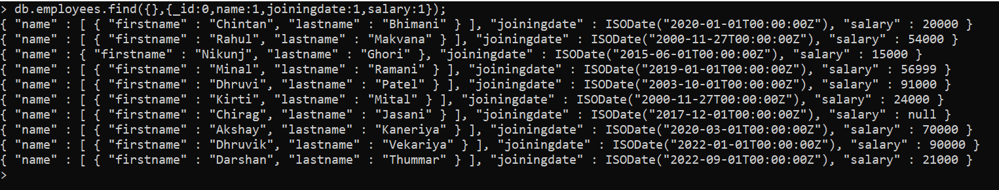 > db.employees.find({},{_id:0,name:1,joiningdate:1,salary:1});
{ "name" : [ { "firstname" : "Chintan", "lastname" : "Bhimani" } ], "joiningdate" : ISODate("2020-01-01T00:00:00Z"), "salary" : 20000 }
{ "name" : [ { "firstname" : "Rahul", "lastname" : "Makvana" } ], "joiningdate" : ISODate("2000-11-27T00:00:00Z"), "salary" : 54000 }
{ "name" : { "firstname" : "Nikunj", "lastname" : "Ghori" }, "joiningdate" : ISODate("2015-06-01T00:00:00Z"), "salary" : 15000 }
{ "name" : [ { "firstname" : "Minal", "lastname" : "Ramani" } ], "joiningdate" : ISODate("2019-01-01T00:00:00Z"), "salary" : 56999 }
{ "name" : [ { "firstname" : "Dhruvi", "lastname" : "Patel" } ], "joiningdate" : ISODate("2003-10-01T00:00:00Z"), "salary" : 91000 }
{ "name" : [ { "firstname" : "Kirti", "lastname" : "Mital" } ], "joiningdate" : ISODate("2000-11-27T00:00:00Z"), "salary" : 24000 }
{ "name" : [ { "firstname" : "Chirag", "lastname" : "Jasani" } ], "joiningdate" : ISODate("2017-12-01T00:00:00Z"), "salary" : null }
{ "name" : [ { "firstname" : "Akshay", "lastname" : "Kaneriya" } ], "joiningdate" : ISODate("2020-03-01T00:00:00Z"), "salary" : 70000 }
{ "name" : [ { "firstname" : "Dhruvik", "lastname" : "Vekariya" } ], "joiningdate" : ISODate("2022-01-01T00:00:00Z"), "salary" : 90000 }
{ "name" : [ { "firstname" : "Darshan", "lastname" : "Thummar" } ], "joiningdate" : ISODate("2022-09-01T00:00:00Z"), "salary" : 21000 }
>